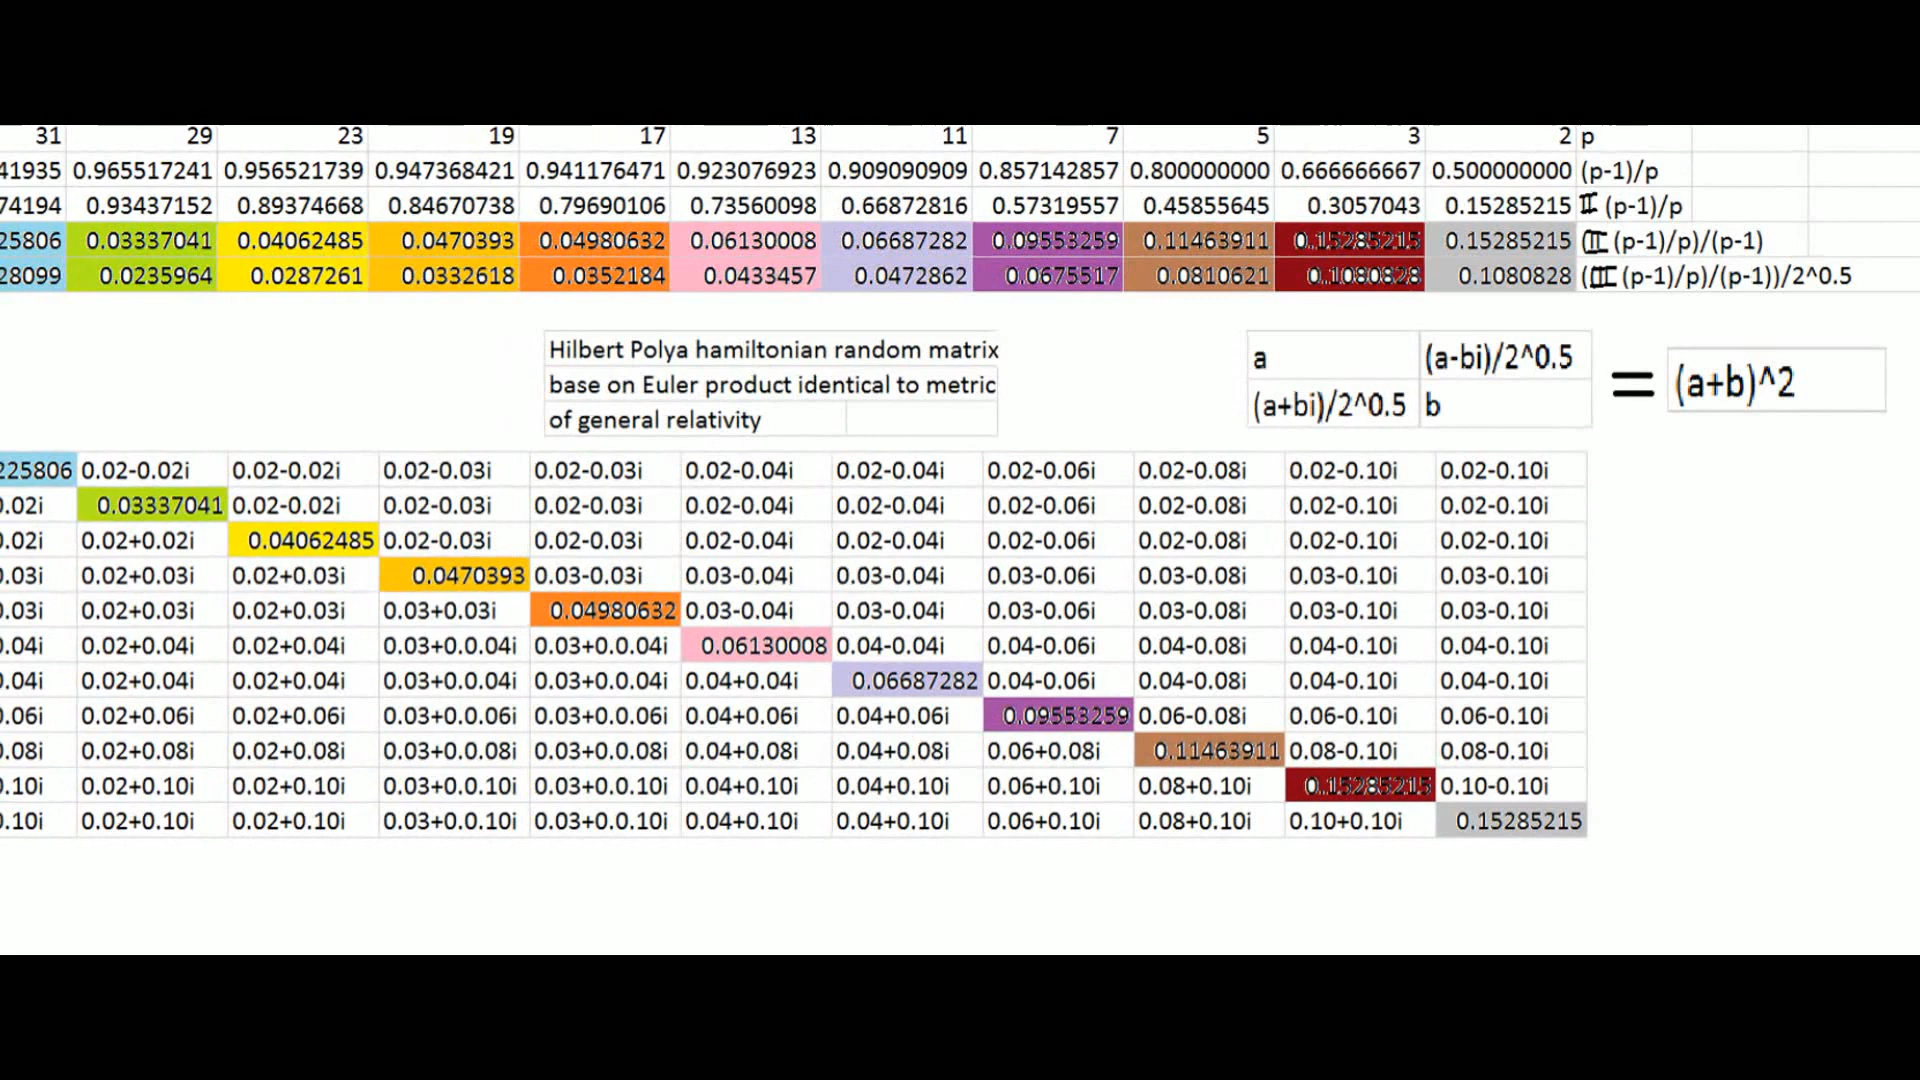 31 29 23 19 17 13 11 7 5 3 2 p
41935 0.965517241 0.956521739 0.947368421 0.941176471 0.923076923 0.909090909 0.857142857 0.800000000 0.666666667 0.500000000 (p-1)/p
74194 0.93437152 0.89374668 0.84670738 0.79690106 0.73560098 0.66872816 0.57319557 0.45855645 0.3057043 0.15285215 II (p-1)/p
25806 0.03337041 0.04062485 0.0470393 0.04980632 0.06130008 0.06687282 0.09553259 0.11463911 0.15285215 0.15285215 (II (p-1)/p)/(p-1)
28099 0.0235964 0.0287261 0.0332618 0.0352184 0.0433457 0.0472862 0.0675517 0.0810621 0.1080828 0.1080828 (II (p-1)/p)/(p-1))/2^0.5
Hilbert Polya hamiltonian random matrix
base on Euler product identical to metric
of general relativity
a (a-bi)/2^0.5
(a+bi)/2^0.5 b
= (a+b)^2
225806 0.02-0.02i 0.02-0.02i 0.02-0.03i 0.02-0.03i 0.02-0.04i 0.02-0.04i 0.02-0.06i 0.02-0.08i 0.02-0.10i 0.02-0.10i
0.02i 0.03337041 0.02-0.02i 0.02-0.03i 0.02-0.03i 0.02-0.04i 0.02-0.04i 0.02-0.06i 0.02-0.08i 0.02-0.10i 0.02-0.10i
0.02i 0.02+0.02i 0.04062485 0.02-0.03i 0.02-0.03i 0.02-0.04i 0.02-0.04i 0.02-0.06i 0.02-0.08i 0.02-0.10i 0.02-0.10i
0.03i 0.02+0.03i 0.02+0.03i 0.0470393 0.03-0.03i 0.03-0.04i 0.03-0.04i 0.03-0.06i 0.03-0.08i 0.03-0.10i 0.03-0.10i
0.03i 0.02+0.03i 0.02+0.03i 0.03+0.03i 0.04980632 0.03-0.04i 0.03-0.04i 0.03-0.06i 0.03-0.08i 0.03-0.10i 0.03-0.10i
0.04i 0.02+0.04i 0.02+0.04i 0.03+0.0.04i 0.03+0.0.04i 0.06130008 0.04-0.04i 0.04-0.06i 0.04-0.08i 0.04-0.10i 0.04-0.10i
0.04i 0.02+0.04i 0.02+0.04i 0.03+0.0.04i 0.03+0.0.04i 0.04+0.04i 0.06687282 0.04-0.06i 0.04-0.08i 0.04-0.10i 0.04-0.10i
0.06i 0.02+0.06i 0.02+0.06i 0.03+0.0.06i 0.03+0.0.06i 0.04+0.06i 0.04+0.06i 0.09553259 0.06-0.08i 0.06-0.10i 0.06-0.10i
0.08i 0.02+0.08i 0.02+0.08i 0.03+0.0.08i 0.03+0.0.08i 0.04+0.08i 0.04+0.08i 0.06+0.08i 0.11463911 0.08-0.10i 0.08-0.10i
0.10i 0.02+0.10i 0.02+0.10i 0.03+0.0.10i 0.03+0.0.10i 0.04+0.10i 0.04+0.10i 0.06+0.10i 0.08+0.10i 0.15285215 0.10-0.10i
0.10i 0.02+0.10i 0.02+0.10i 0.03+0.0.10i 0.03+0.0.10i 0.04+0.10i 0.04+0.10i 0.06+0.10i 0.08+0.10i 0.10+0.10i 0.15285215